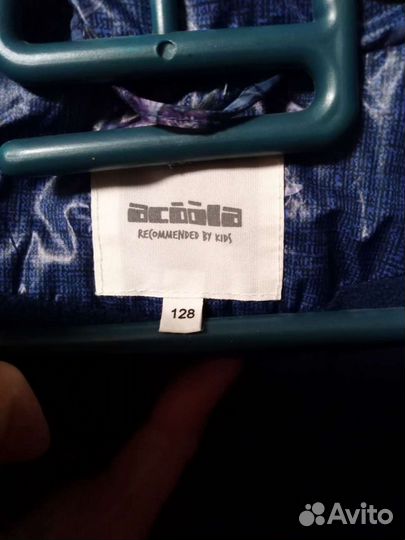 acoola
RECOMMENDED BY KIDS
128
Avito